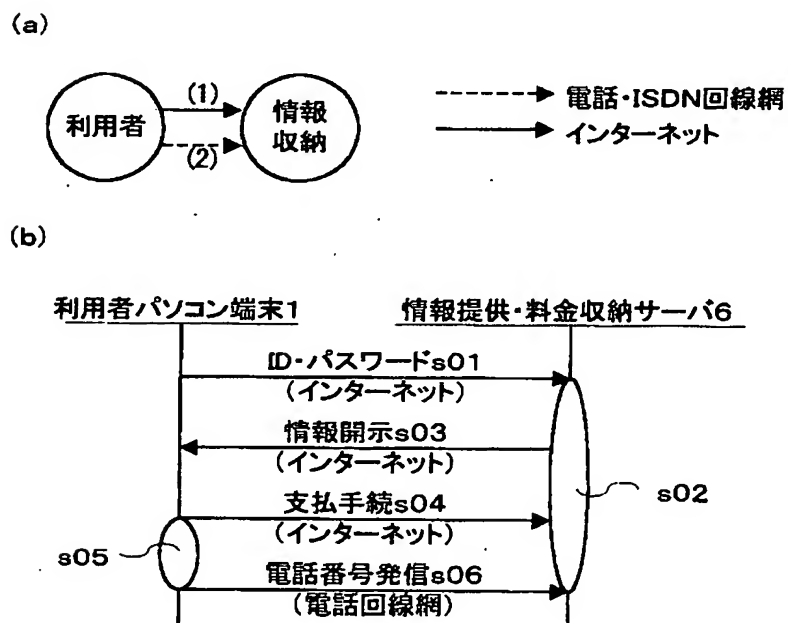 (a)
利用者
(1)
(2)
情報
収納
電話・ISDN回線網
インターネット
(b)
利用者パソコン端末1
情報提供・料金収納サーバ6
ID・パスワードs01
(インターネット)
情報開示s03
(インターネット)
s02
支払手続s04
(インターネット)
s05
電話番号発信s06
(電話回線網)